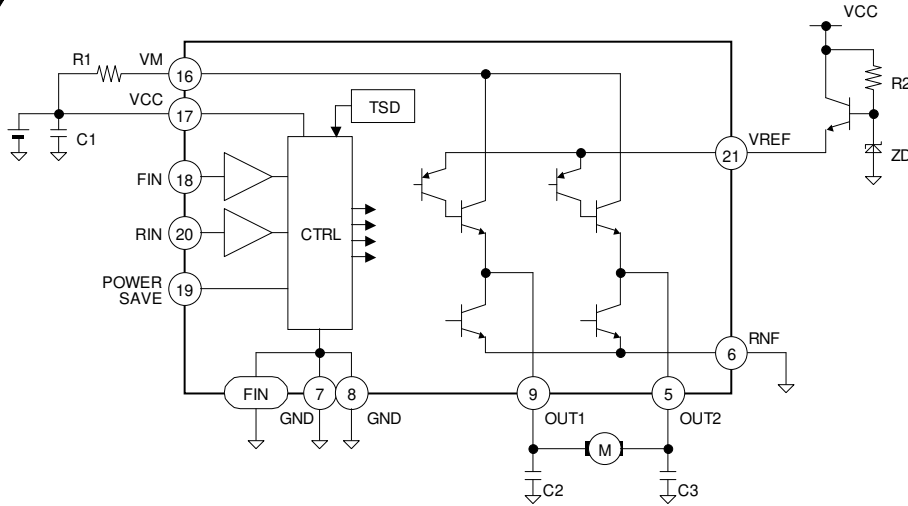 VCC
R1
VM
16
R2
VCC
17
TSD
C1
VREF
21
ZD
FIN
18
RIN
20
CTRL
POWER
SAVE
19
RNF
6
FIN
7
8
9
5
GND
GND
OUT1
OUT2
M
C2
C3